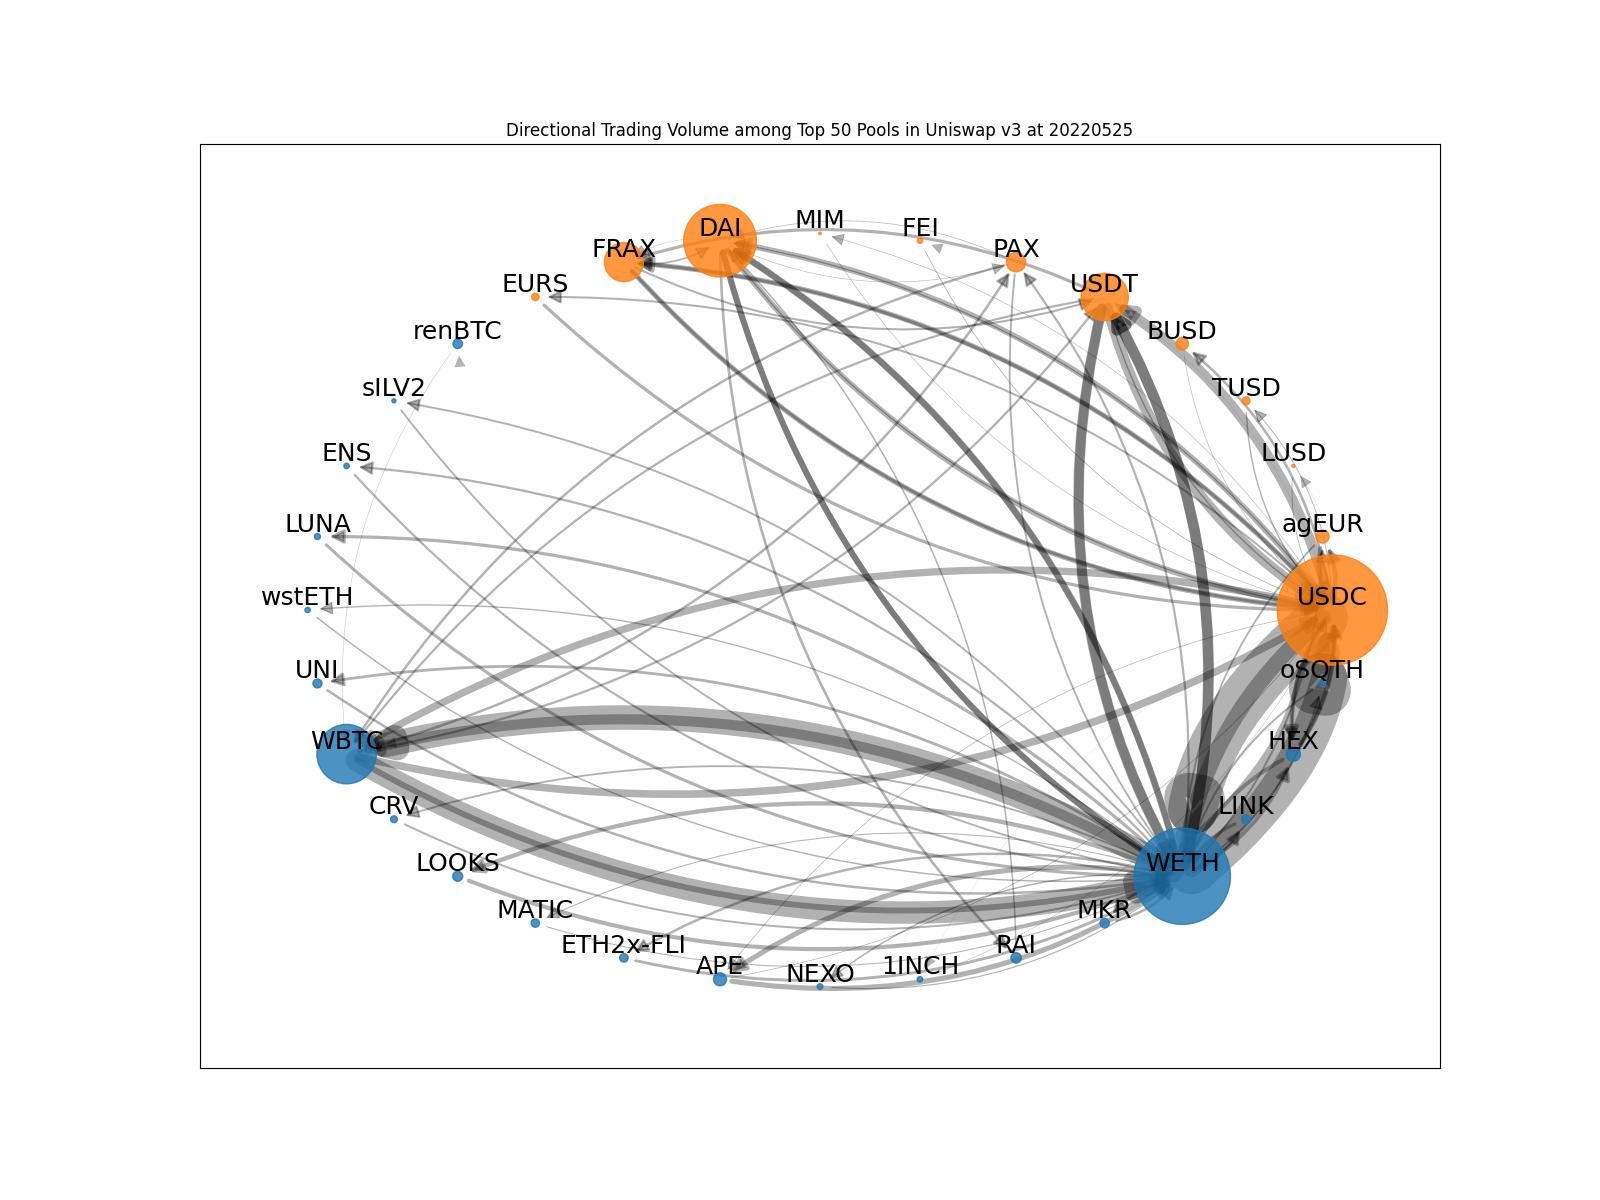 Directional Trading Volume among Top 50 Pools in Uniswap v3 at 20220525
MIM
DAI
FEI
FRAX
PAX
EURS
USDT
renBTC
BUSD
sILV2
TUSD
ENS
LUSD
LUNA
agEUR
wstETH
USDC
UNI
oSQTH
WBTC
HEX
CRV
LINK
LOOKS
WETH
MATIC
MKR
ETH2x-FLI
RAI
APE
1INCH
NEXO